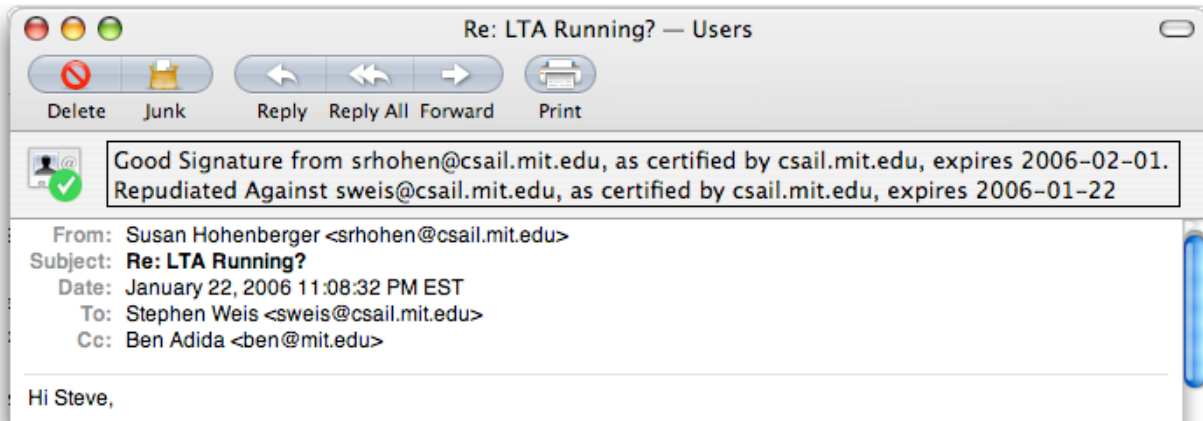 Re: LTA Running? — Users
Delete Junk Reply Reply All Forward Print
Good Signature from srhohen@csail.mit.edu, as certified by csail.mit.edu, expires 2006-02-01.
Repudiated Against sweis@csail.mit.edu, as certified by csail.mit.edu, expires 2006-01-22
From: Susan Hohenberger <srhohen@csail.mit.edu>
Subject: Re: LTA Running?
Date: January 22, 2006 11:08:32 PM EST
To: Stephen Weis <sweis@csail.mit.edu>
Cc: Ben Adida <ben@mit.edu>
Hi Steve,